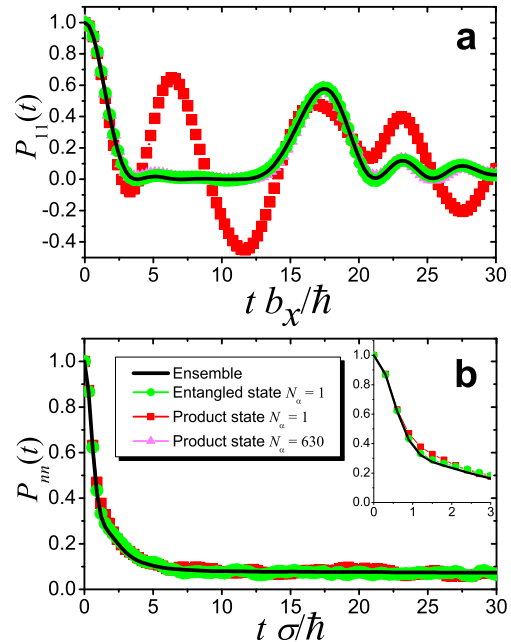 a
P₁₁(t)
1.0
0.8
0.6
0.4
0.2
0.0
-0.2
-0.4
0 5 10 15 20 25 30
t bₓ/ħ
b
Pₙₙ(t)
1.0
0.8
0.6
0.4
0.2
0.0
Ensemble
Entangled state Nα = 1
Product state Nα = 1
Product state Nα = 630
1.0
0.8
0.6
0.4
0.2
0.0
0 1 2 3
0 5 10 15 20 25 30
t σ/ħ